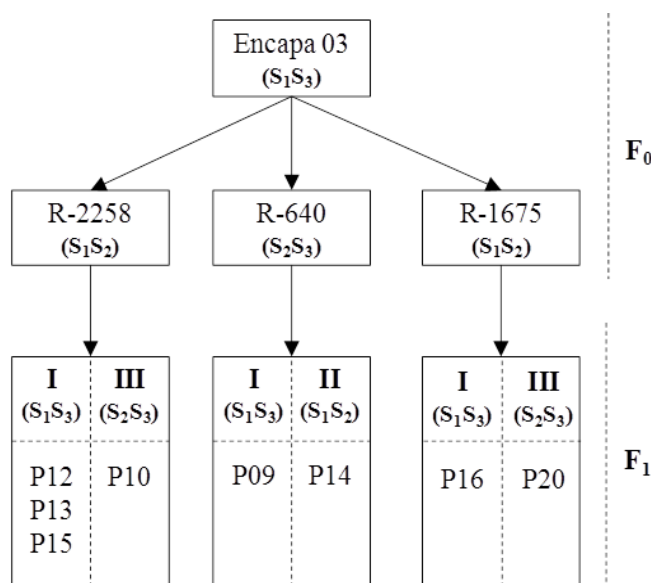 Encapa 03
(S₁S₃)
F₀
R-2258
(S₁S₂)
R-640
(S₂S₃)
R-1675
(S₁S₂)
I III
(S₁S₃) (S₂S₃)
P12 P10
P13
P15
I II
(S₁S₃) (S₁S₂)
P09 P14
I III
(S₁S₃) (S₂S₃)
P16 P20
F₁